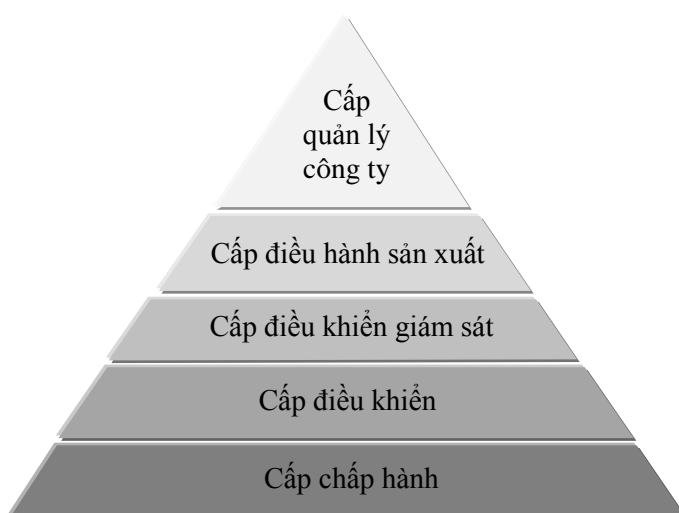 Cấp
quản lý
công ty
Cấp điều hành sản xuất
Cấp điều khiển giám sát
Cấp điều khiển
Cấp chấp hành